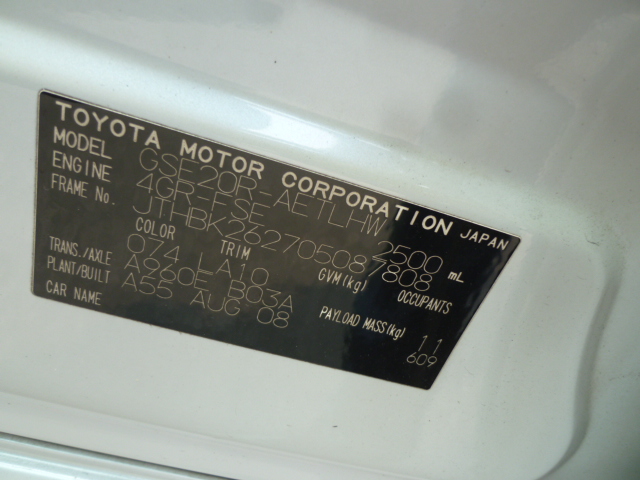 TOYOTA MOTOR CORPORATION JAPAN
MODEL GSE20R-AETLHW
ENGINE 4GR-FSE 2500 mL
FRAME No. JTHBK262705087808
COLOR TRIM GVM(kg) OCCUPANTS
074 LA10
TRANS./AXLE A960E B03A
PLANT/BUILT A55 AUG 08 PAYLOAD MASS(kg) 11
CAR NAME 609